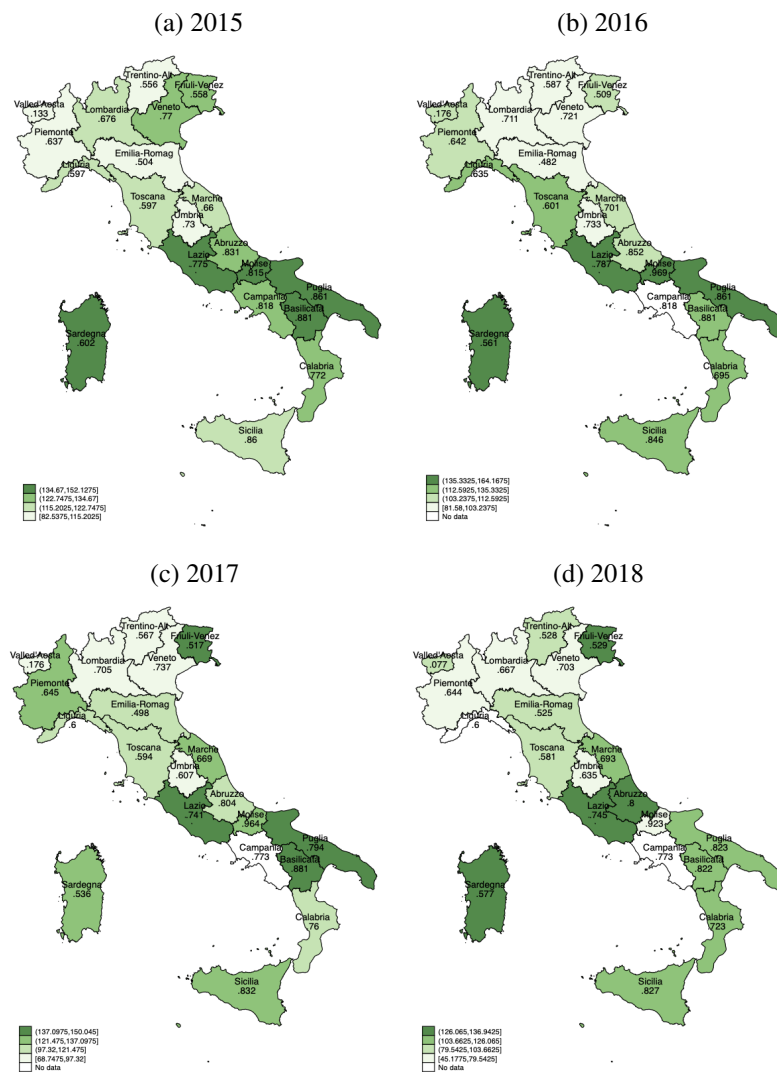 (a) 2015
Trentino-Alt
.556
Friuli-Venez
.558
Valled'Aosta
.133
Lombardia
.676
Veneto
.77
Piemonte
.637
Emilia-Romag
.504
Liguria
.597
Toscana
.597
Marche
.66
Umbria
.73
Abruzzo
.831
Lazio
.775
Molise
.815
Puglia
.861
Campania
.818
Basilicata
.881
Sardegna
.602
Calabria
.772
Sicilia
.86
(134.67,152.1275]
(122.7475,134.67]
(115.2025,122.7475]
[82.5375,115.2025]
(b) 2016
Trentino-Alt
.587
Friuli-Venez
.509
Valled'Aosta
.176
Lombardia
.711
Veneto
.721
Piemonte
.642
Emilia-Romag
.482
Liguria
.635
Toscana
.601
Marche
.701
Umbria
.733
Abruzzo
.852
Lazio
.787
Molise
.969
Puglia
.861
Campania
.818
Basilicata
.881
Sardegna
.561
Calabria
.695
Sicilia
.846
(135.3325,164.1675]
(112.5925,135.3325]
(103.2375,112.5925]
[81.58,103.2375]
No data
(c) 2017
Trentino-Alt
.567
Friuli-Venez
.517
Valled'Aosta
.176
Lombardia
.705
Veneto
.737
Piemonte
.645
Emilia-Romag
.498
Liguria
.6
Toscana
.594
Marche
.669
Umbria
.607
Abruzzo
.804
Lazio
.741
Molise
.964
Puglia
.794
Campania
.773
Basilicata
.881
Sardegna
.536
Calabria
.76
Sicilia
.832
(137.0975,150.045]
(121.475,137.0975]
(97.32,121.475]
[68.7475,97.32]
No data
(d) 2018
Trentino-Alt
.528
Friuli-Venez
.529
Valled'Aosta
.077
Lombardia
.667
Veneto
.703
Piemonte
.644
Emilia-Romag
.525
Liguria
.6
Toscana
.581
Marche
.693
Umbria
.635
Abruzzo
.8
Lazio
.745
Molise
.923
Puglia
.823
Campania
.773
Basilicata
.822
Sardegna
.577
Calabria
.723
Sicilia
.827
(126.065,136.9425]
(103.6625,126.065]
(79.5425,103.6625]
[45.1775,79.5425]
No data